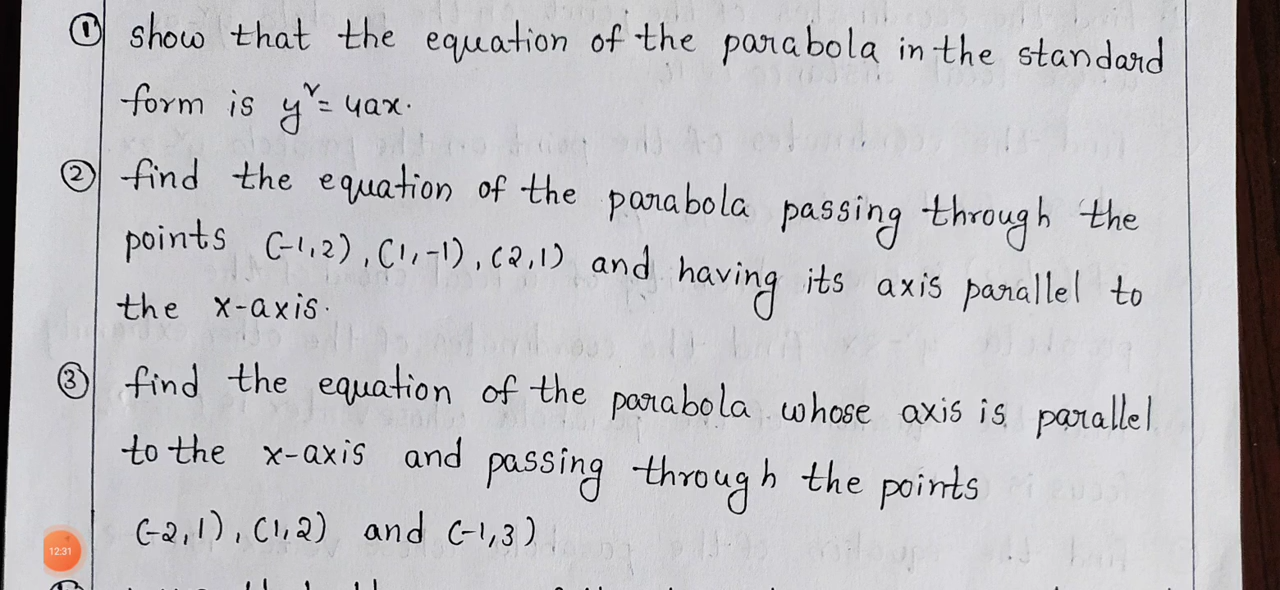 ① show that the equation of the parabola in the standard
form is y²= 4ax.
② find the equation of the parabola passing through the
points (-1,2), (1,-1), (2,1) and having its axis parallel to
the x-axis.
③ find the equation of the parabola whose axis is parallel
to the x-axis and passing through the points
(-2,1), (1,2) and (-1,3)
12:31